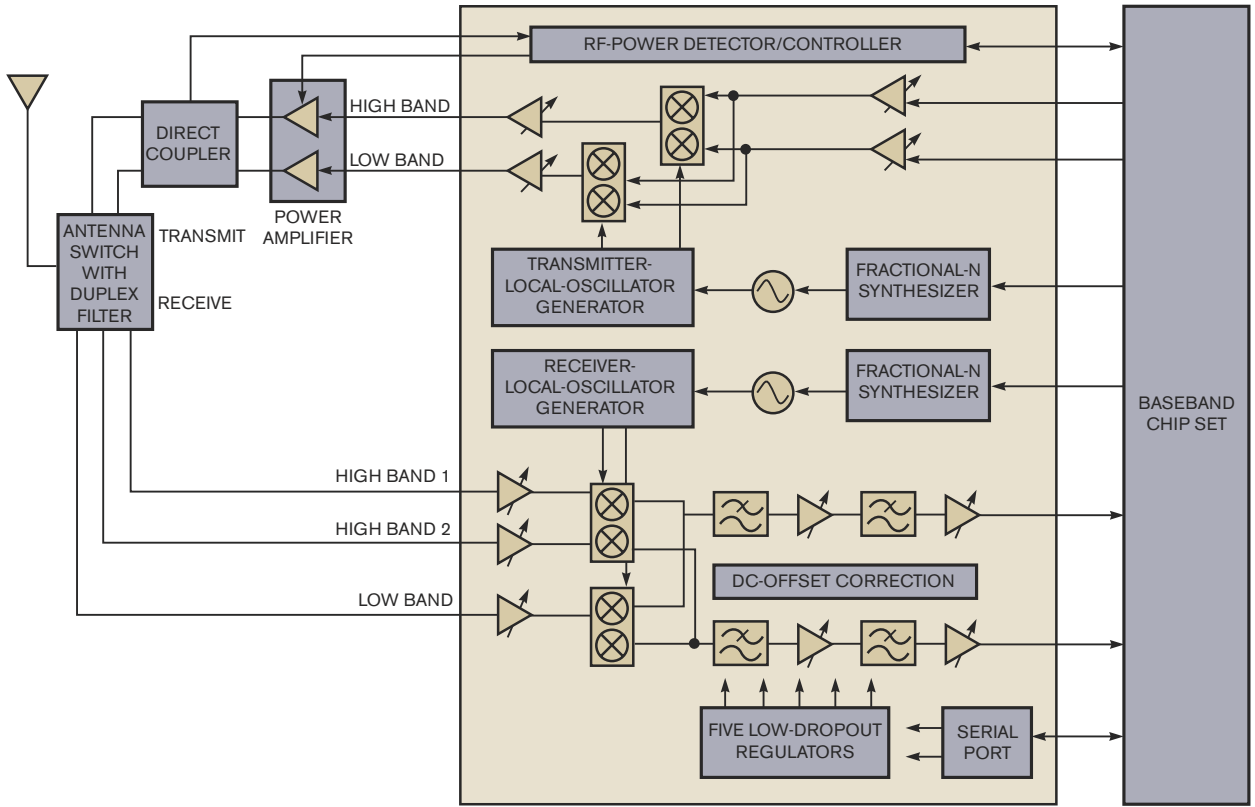 RF-POWER DETECTOR/CONTROLLER
HIGH BAND
DIRECT
COUPLER
LOW BAND
POWER
AMPLIFIER
ANTENNA
SWITCH
WITH
DUPLEX
FILTER
TRANSMIT
RECEIVE
TRANSMITTER-
LOCAL-OSCILLATOR
GENERATOR
FRACTIONAL-N
SYNTHESIZER
RECEIVER-
LOCAL-OSCILLATOR
GENERATOR
FRACTIONAL-N
SYNTHESIZER
BASEBAND
CHIP SET
HIGH BAND 1
HIGH BAND 2
LOW BAND
DC-OFFSET CORRECTION
FIVE LOW-DROPOUT
REGULATORS
SERIAL
PORT